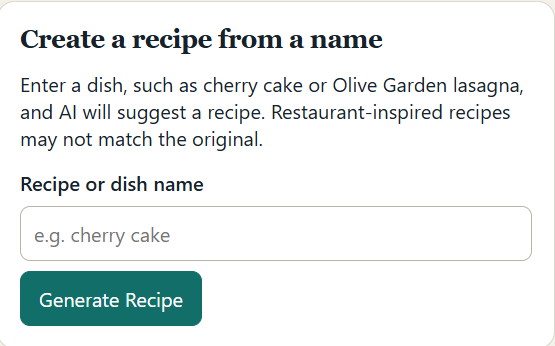 Create a recipe from a name
Enter a dish, such as cherry cake or Olive Garden lasagna,
and AI will suggest a recipe. Restaurant-inspired recipes
may not match the original.
Recipe or dish name
e.g. cherry cake
Generate Recipe